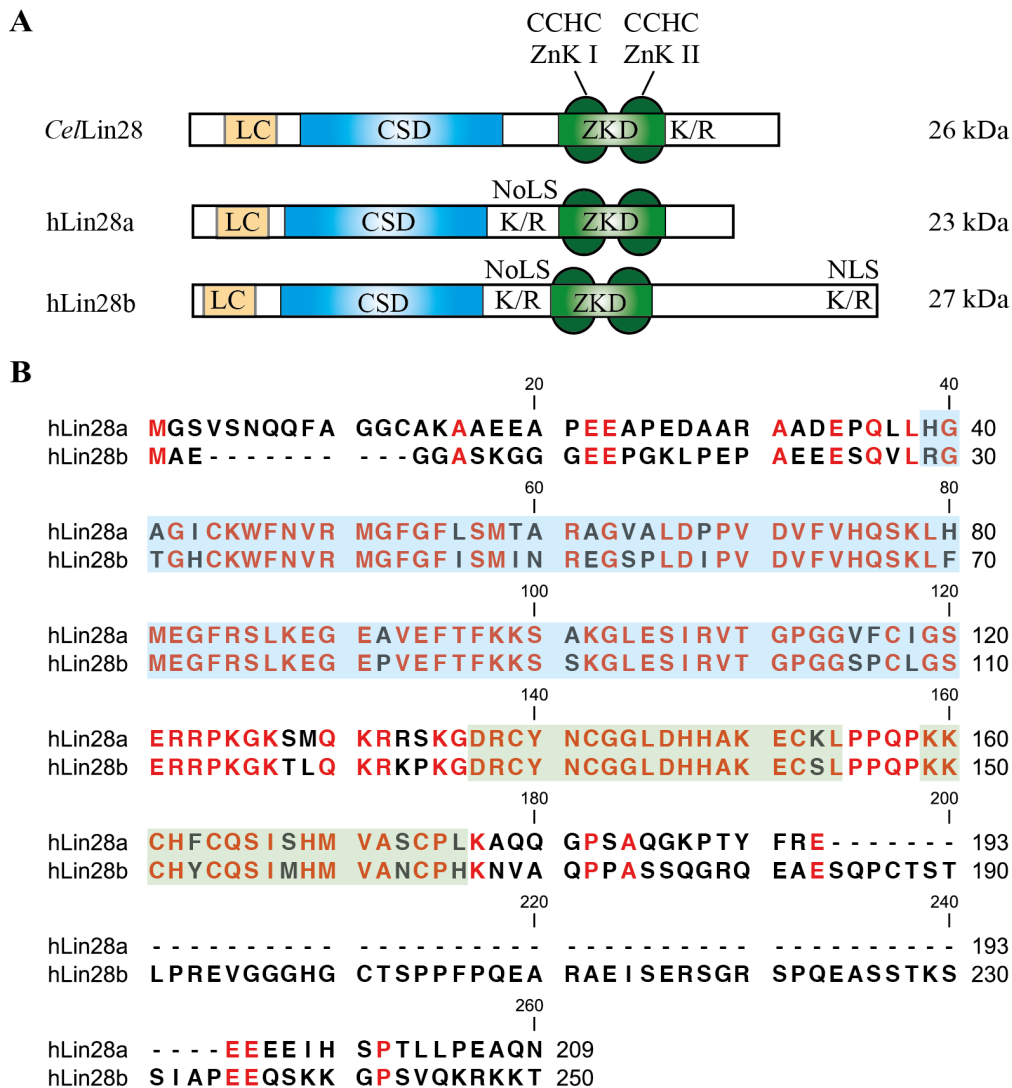 A
CCHC CCHC
ZnK I ZnK II
CelLin28 LC CSD ZKD K/R 26 kDa
NoLS
hLin28a LC CSD K/R ZKD 23 kDa
NoLS NLS
hLin28b LC CSD K/R ZKD K/R 27 kDa
B
20 40
hLin28a MGSVSNQQFA GGCAKAAEEA PEEAPEDAAR AADEPQLLHG 40
hLin28b MAE------- ---GGASKGG GEEPGKLPEP AEEESQVLRG 30
60 80
hLin28a AGICKWFNVR MGFGFLSMTA RAGVALDPPV DVFVHQSKLH 80
hLin28b TGHCKWFNVR MGFGFISMIN REGSPLDIPV DVFVHQSKLF 70
100 120
hLin28a MEGFRSLKEG EAVEFTFKKS AKGLESIRVT GPGGVFCIGS 120
hLin28b MEGFRSLKEG EPVEFTFKKS SKGLESIRVT GPGGSPCLGS 110
140 160
hLin28a ERRPKGKSMQ KRRSKGDRCY NCGGLDHHAK ECKLPPQPKK 160
hLin28b ERRPKGKTLQ KRKPKGDRCY NCGGLDHHAK ECSLPPQPKK 150
180 200
hLin28a CHFCQSISHM VASCPLKAQQ GPSAQGKPTY FRE------- 193
hLin28b CHYCQSIMHM VANCPHKNVA QPPASSQGRQ EAESQPCTST 190
220 240
hLin28a ---------- ---------- ---------- ---------- 193
hLin28b LPREVGGGHG CTSPPFPQEA RAEISERSGR SPQEASSTKS 230
260
hLin28a ----EEEEIH SPTLLPEAQN 209
hLin28b SIAPEEQSKK GPSVQKRKKT 250